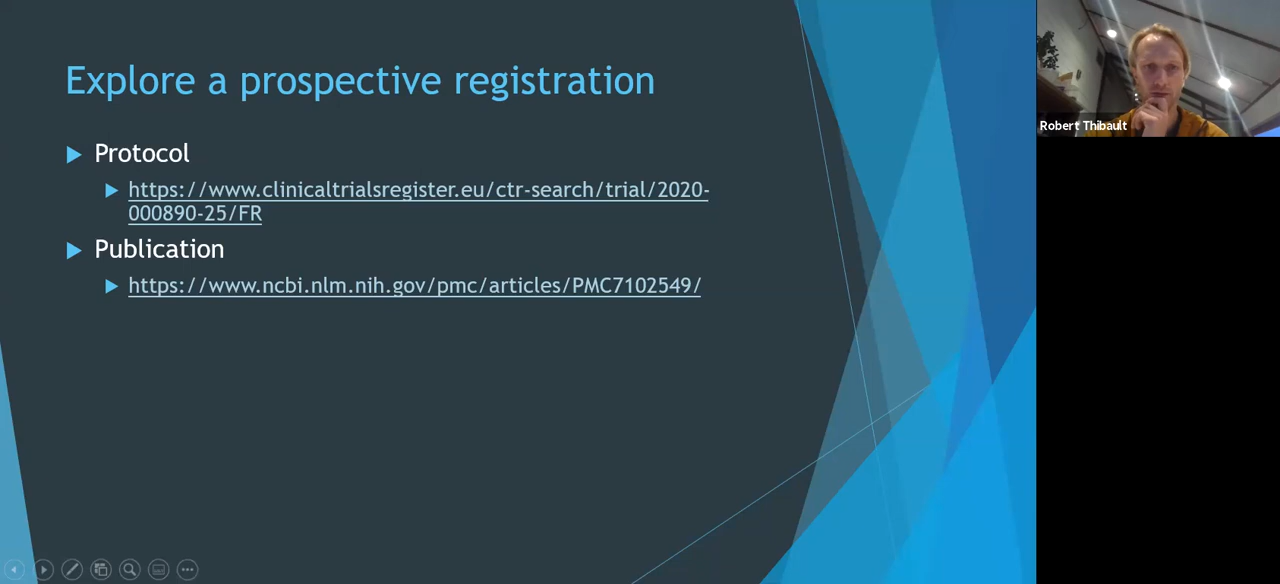 Explore a prospective registration
Protocol
https://www.clinicaltrialsregister.eu/ctr-search/trial/2020-
000890-25/FR
Publication
https://www.ncbi.nlm.nih.gov/pmc/articles/PMC7102549/
Robert Thibault